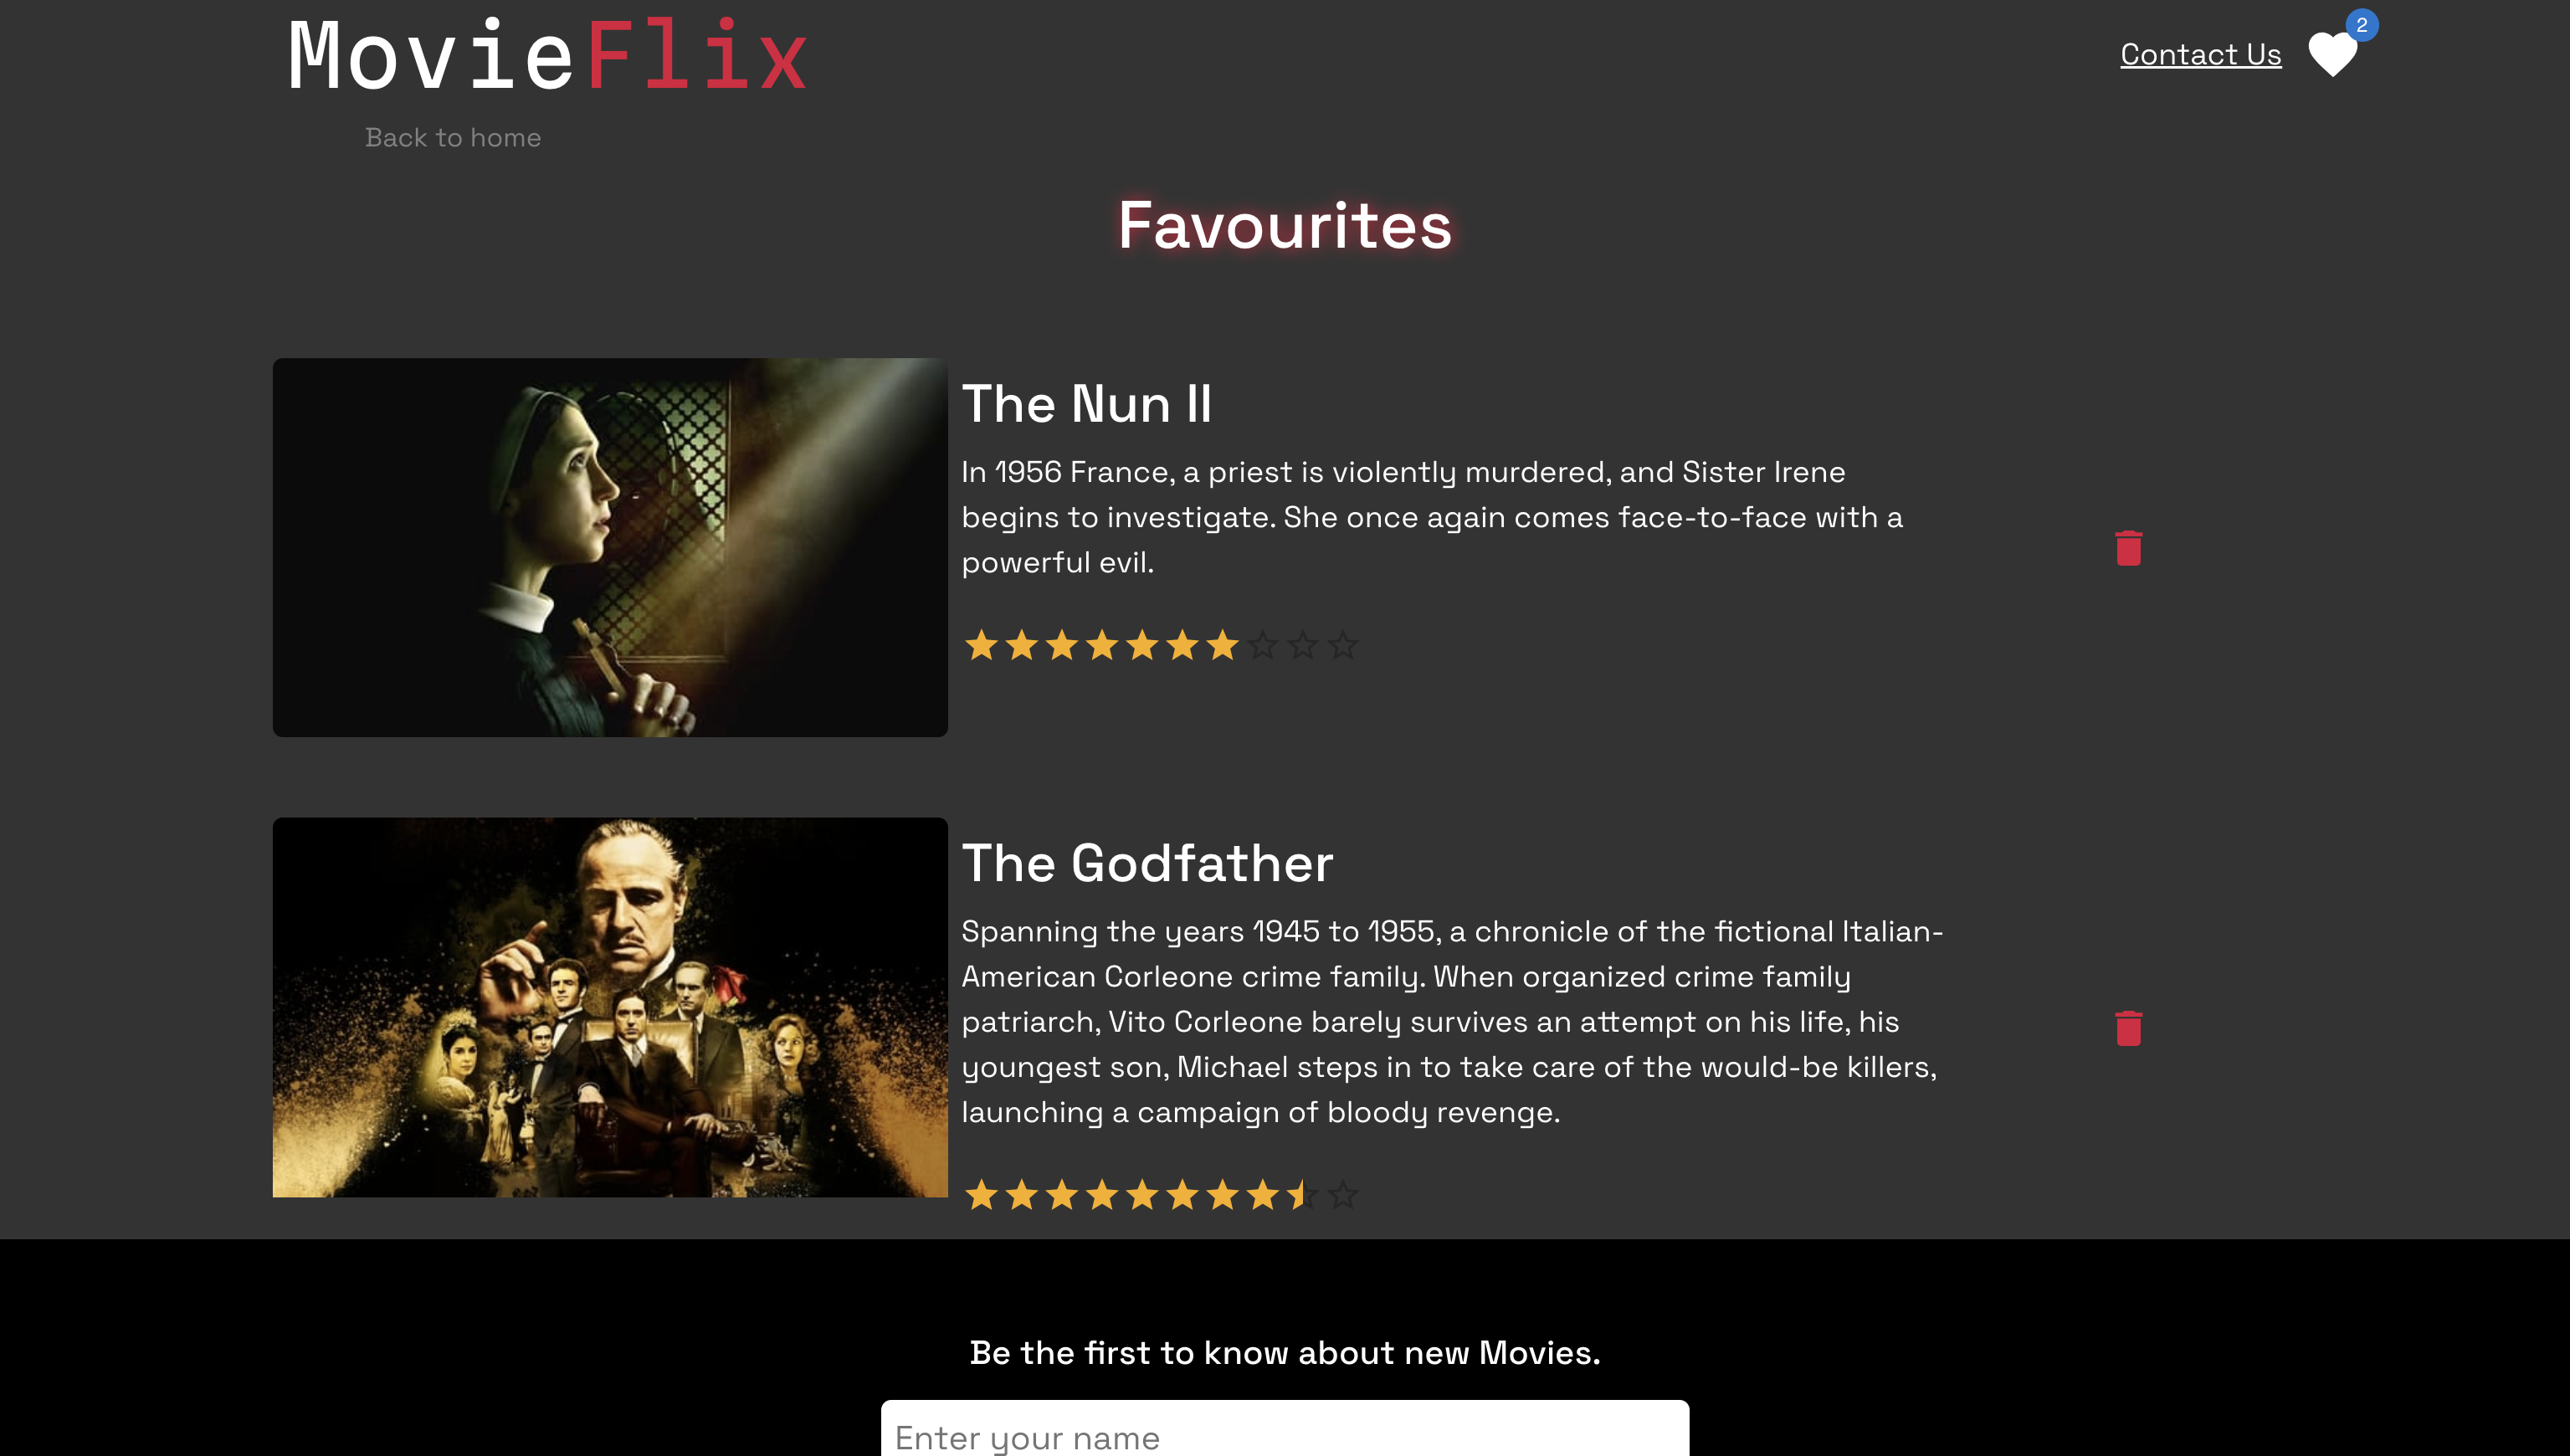 MovieFlix
Contact Us
2
Back to home
Favourites
The Nun II
In 1956 France, a priest is violently murdered, and Sister Irene
begins to investigate. She once again comes face-to-face with a
powerful evil.
The Godfather
Spanning the years 1945 to 1955, a chronicle of the fictional Italian-
American Corleone crime family. When organized crime family
patriarch, Vito Corleone barely survives an attempt on his life, his
youngest son, Michael steps in to take care of the would-be killers,
launching a campaign of bloody revenge.
Be the first to know about new Movies.
Enter your name